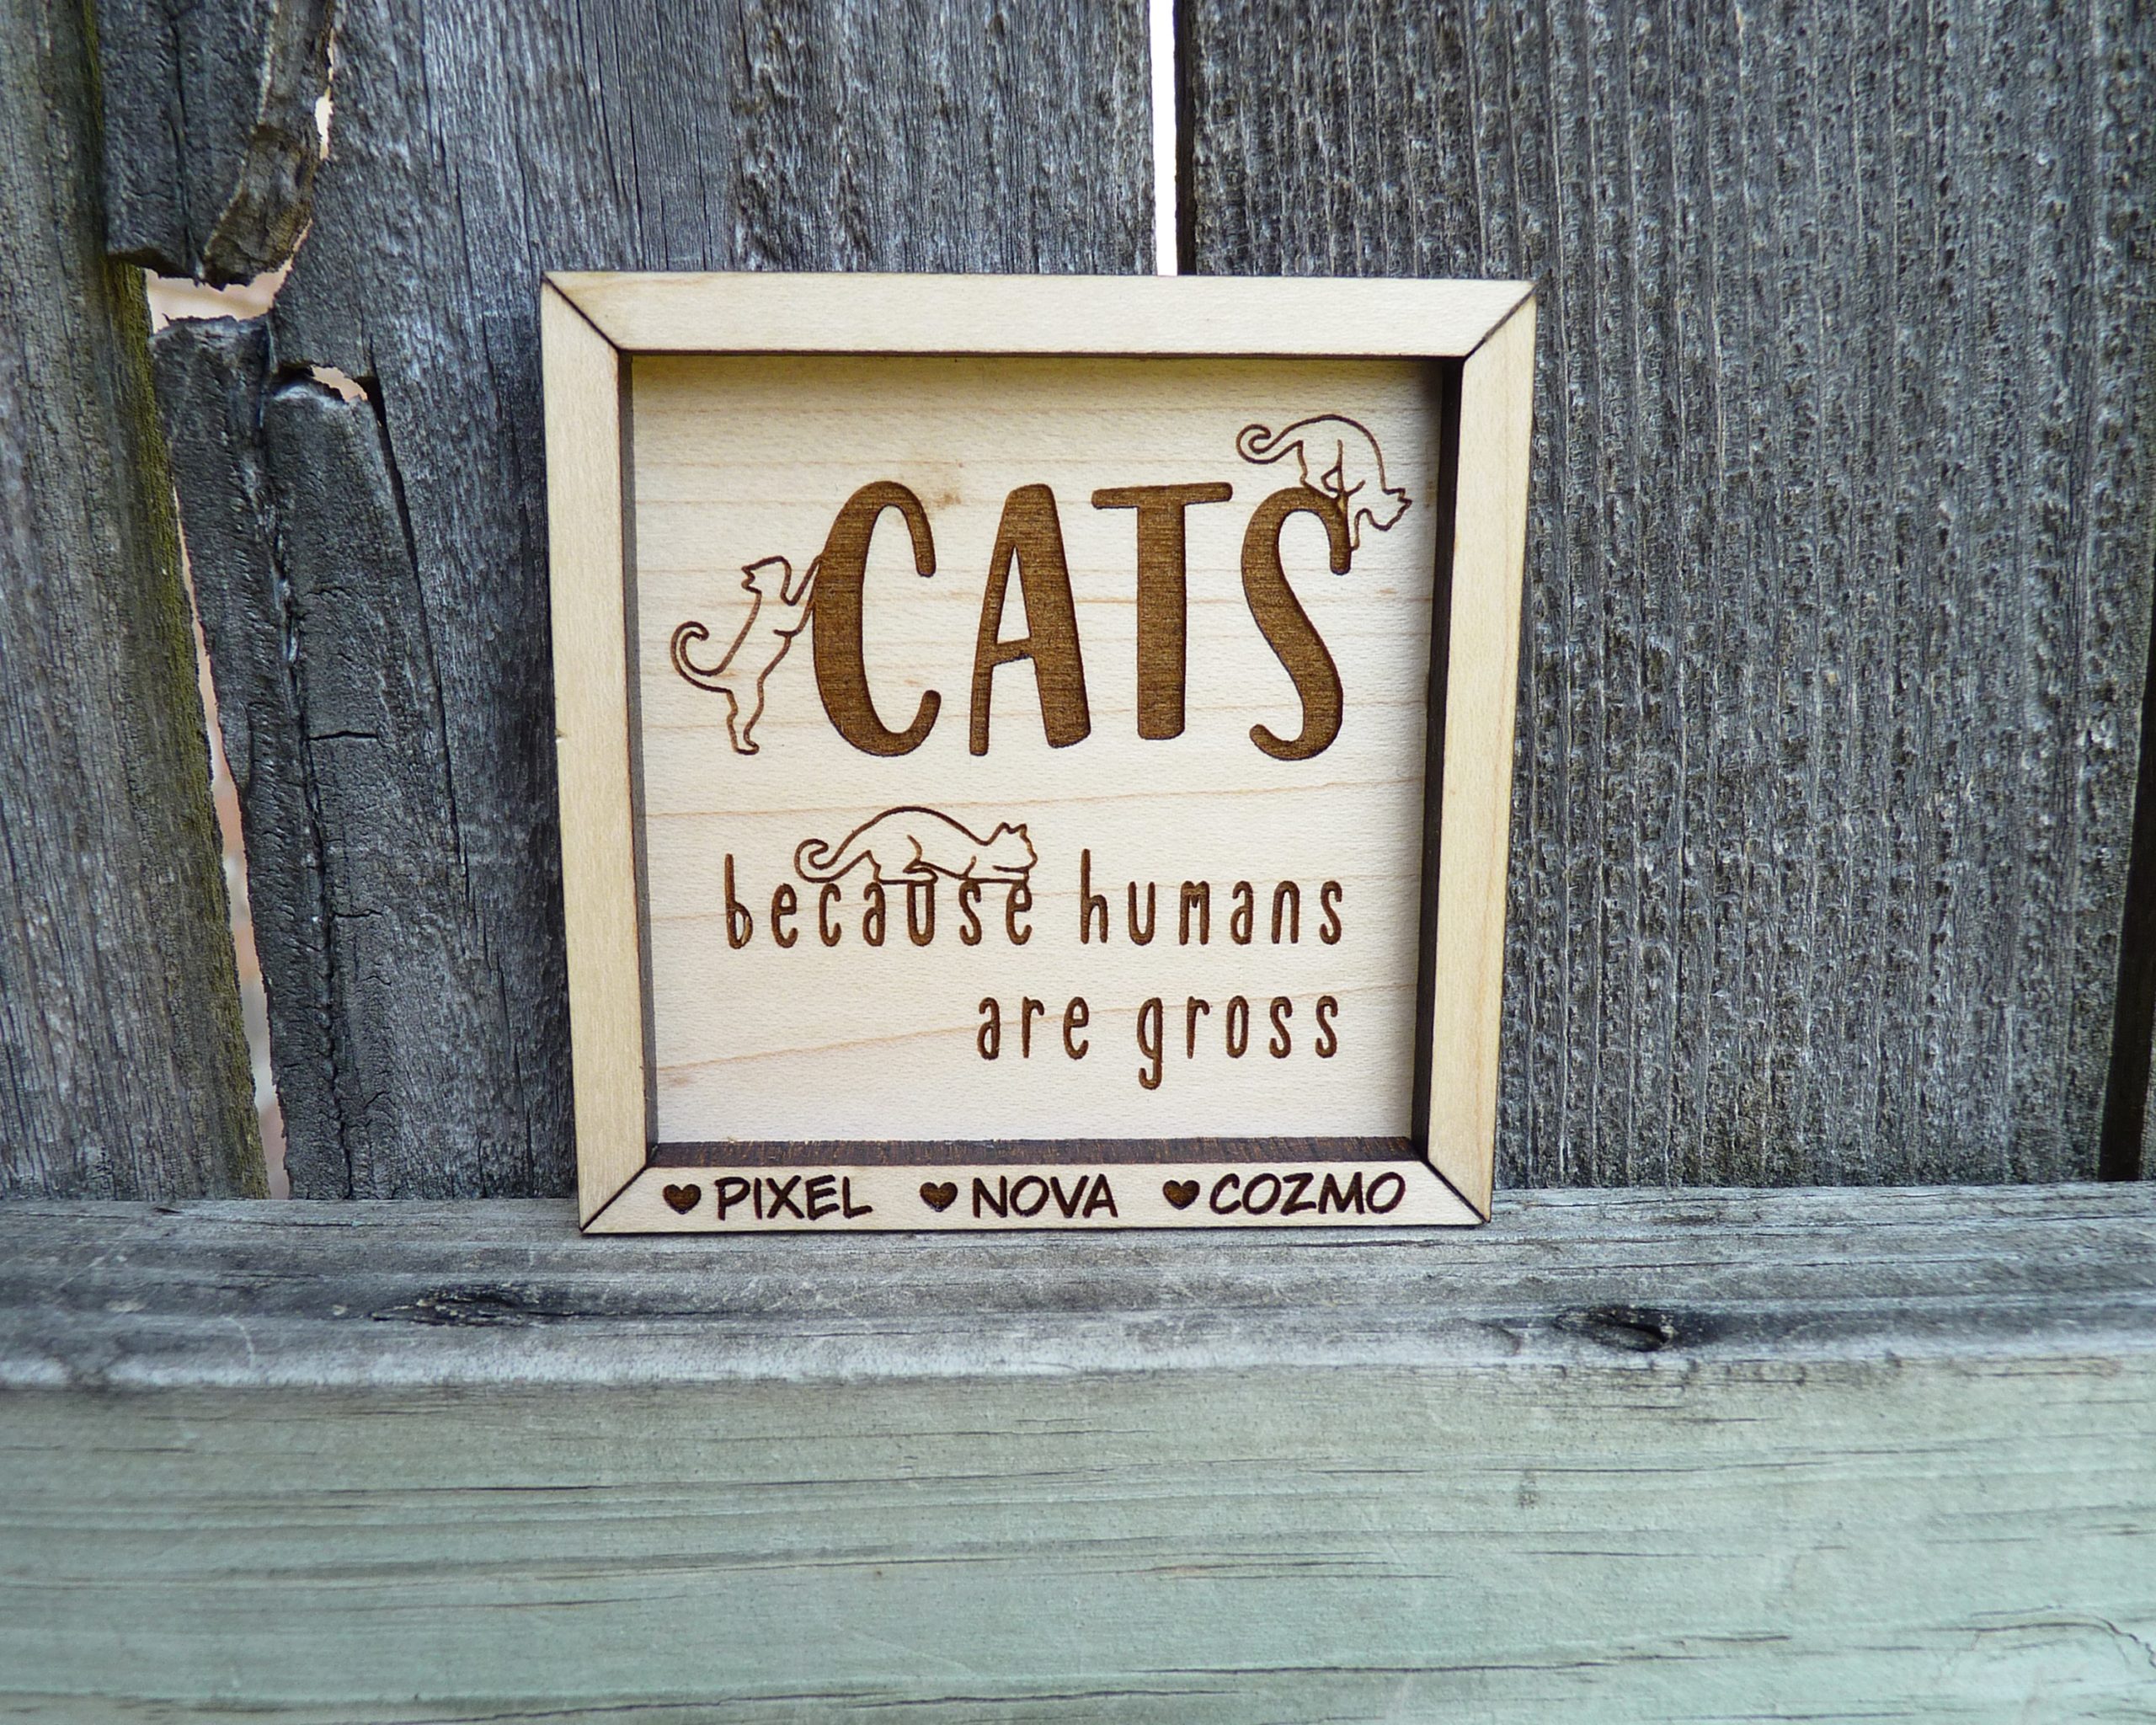 CATS
because humans
are gross
♥PIXEL ♥NOVA ♥COZMO